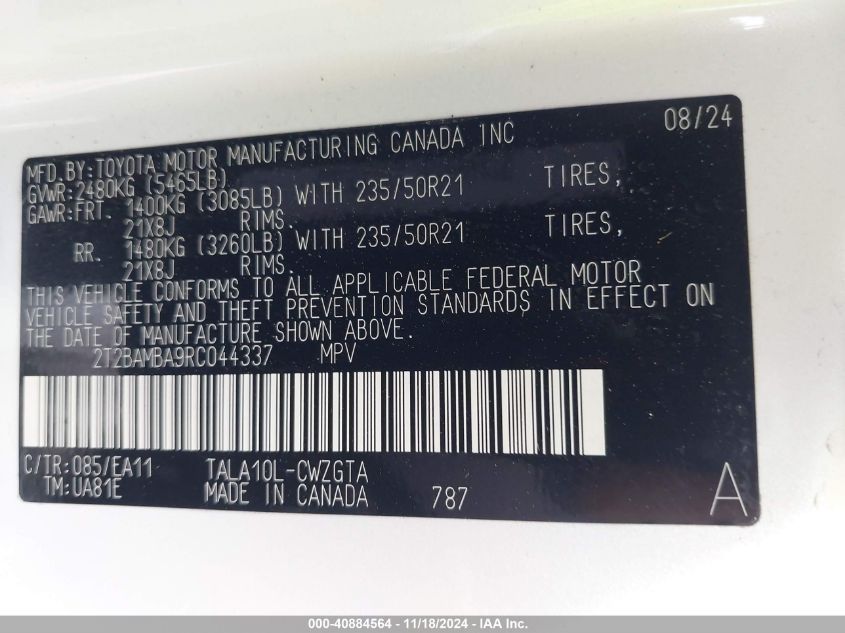 MFD.BY:TOYOTA MOTOR MANUFACTURING CANADA INC 08/24
GVWR:2480KG (5465LB)
GAWR:FRT. 1400KG (3085LB) WITH 235/50R21 TIRES,
21X8J RIMS.
RR. 1480KG (3260LB) WITH 235/50R21 TIRES,
21X8J RIMS.
THIS VEHICLE CONFORMS TO ALL APPLICABLE FEDERAL MOTOR
VEHICLE SAFETY AND THEFT PREVENTION STANDARDS IN EFFECT ON
THE DATE OF MANUFACTURE SHOWN ABOVE.
2T2BAMBA9RC044337 MPV
C/TR:085/EA11 TALA10L-CWZGTA
TM:UA81E MADE IN CANADA 787 A
000-40884564 - 11/18/2024 - IAA Inc.